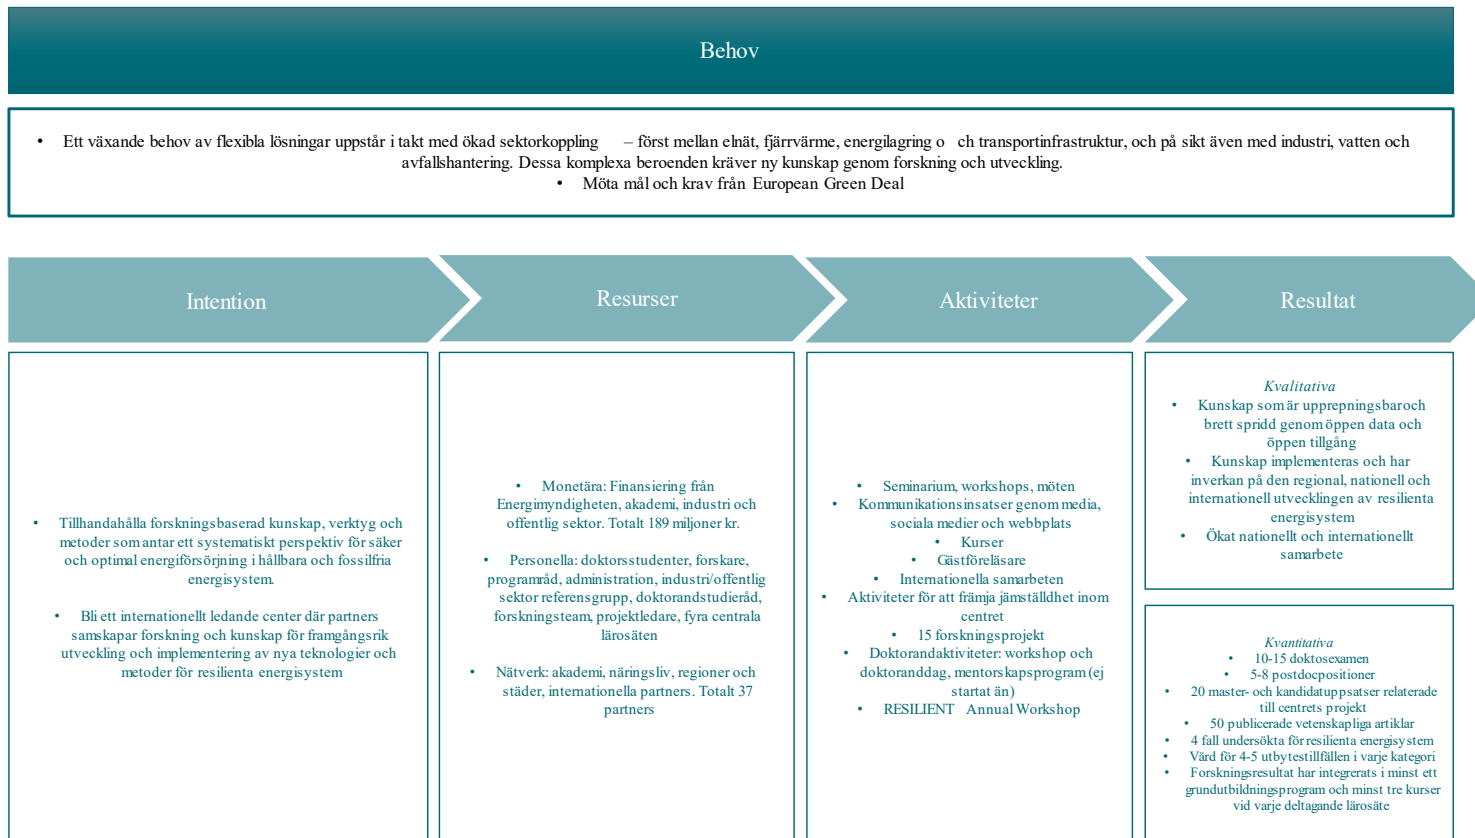 Behov
• Ett växande behov av flexibla lösningar uppstår i takt med ökad sektorkoppling – först mellan elnät, fjärrvärme, energilagring o ch transportinfrastruktur, och på sikt även med industri, vatten och
avfallshantering. Dessa komplexa beroenden kräver ny kunskap genom forskning och utveckling.
• Möta mål och krav från European Green Deal
Intention
• Tillhandahålla forskningsbaserad kunskap, verktyg och
metoder som antar ett systematiskt perspektiv för säker
och optimal energiförsörjning i hållbara och fossilfria
energisystem.
• Bli ett internationellt ledande center där partners
samskapar forskning och kunskap för framgångsrik
utveckling och implementering av nya teknologier och
metoder för resilienta energisystem
Resurser
• Monetära: Finansiering från
Energimyndigheten, akademi, industri och
offentlig sektor. Totalt 189 miljoner kr.
• Personella: doktorsstudenter, forskare,
programråd, administration, industri/offentlig
sektor referensgrupp, doktorandstudieråd,
forskningsteam, projektledare, fyra centrala
lärosäten
• Nätverk: akademi, näringsliv, regioner och
städer, internationella partners. Totalt 37
partners
Aktiviteter
• Seminarium, workshops, möten
• Kommunikationsinsatser genom media,
sociala medier och webbplats
• Kurser
• Gästföreläsare
• Internationella samarbeten
• Aktiviteter för att främja jämställdhet inom
centret
• 15 forskningsprojekt
• Doktorandaktiviteter: workshop och
doktoranddag, mentorskapsprogram (ej
startat än)
• RESILIENT Annual Workshop
Resultat
Kvalitativa
• Kunskap som är upprepningsbar och
brett spridd genom öppen data och
öppen tillgång
• Kunskap implementeras och har
inverkan på den regional, nationell och
internationell utvecklingen av resilienta
energisystem
• Ökat nationellt och internationellt
samarbete
Kvantitativa
• 10-15 doktosexamen
• 5-8 postdocpositioner
• 20 master- och kandidatuppsatser relaterade
till centrets projekt
• 50 publicerade vetenskapliga artiklar
• 4 fall undersökta för resilienta energisystem
• Värd för 4-5 utbytestillfällen i varje kategori
• Forskningsresultat har integrerats i minst ett
grundutbildningsprogram och minst tre kurser
vid varje deltagande lärosäte